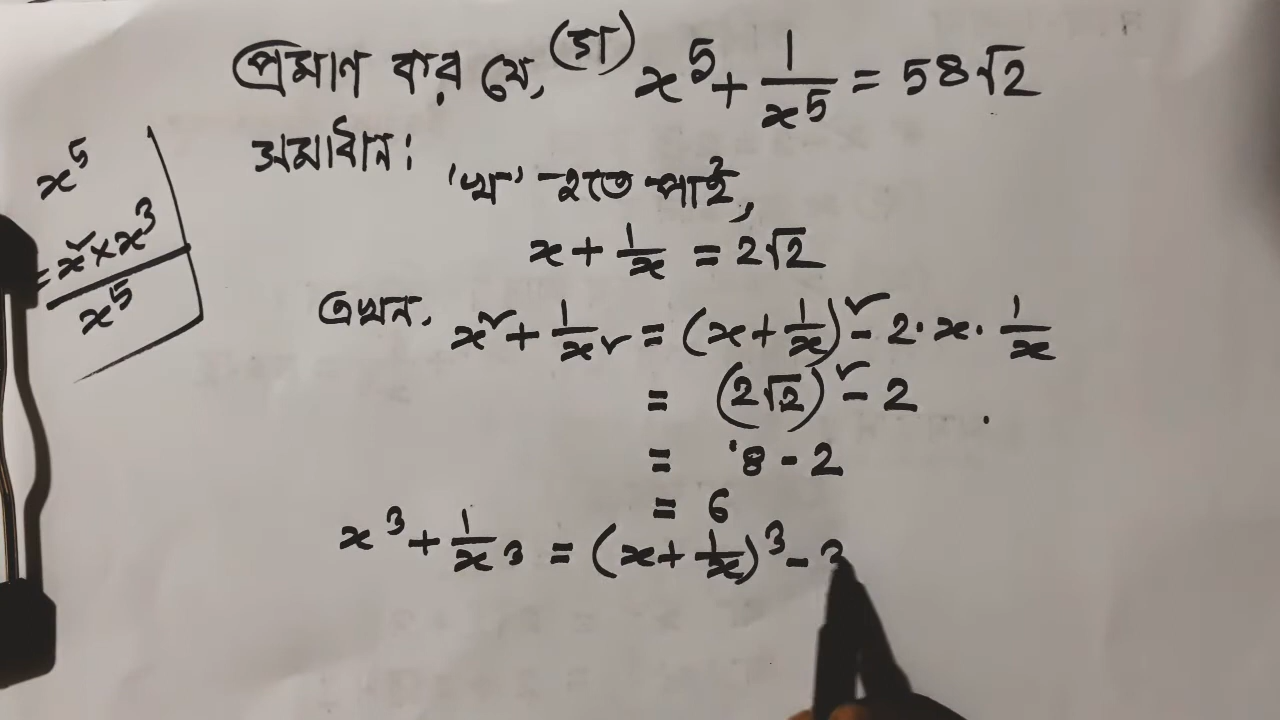 প্রমাণ কর যে, (গ) x⁵ + 1/x⁵ = 58√2
সমাধান:
'খ' হতে পাই,
x⁵
= x² × x³
x⁵
x + 1/x = 2√2
এখন, x² + 1/x² = (x + 1/x)² - 2·x·1/x
= (2√2)² - 2
= 8 - 2
= 6
x³ + 1/x³ = (x + 1/x)³ - 3